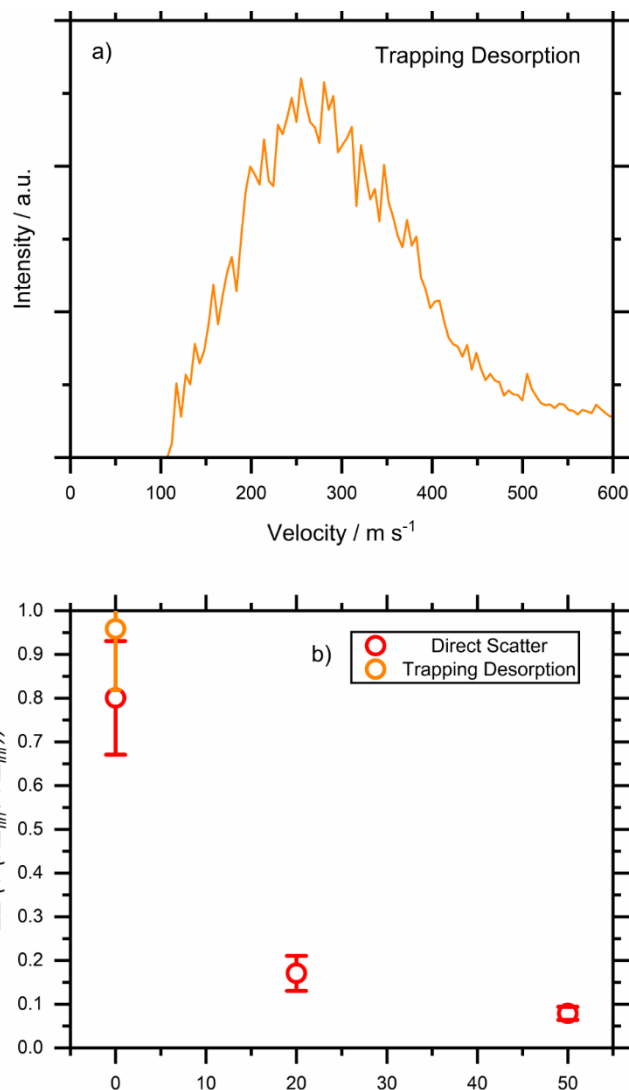 a)
Trapping Desorption
Intensity / a.u.
0 100 200 300 400 500 600
Velocity / m s⁻¹
b)
Direct Scatter
Trapping Desorption
1.0
0.9
0.8
0.7
0.6
0.5
0.4
0.3
0.2
0.1
0.0
0 10 20 30 40 50